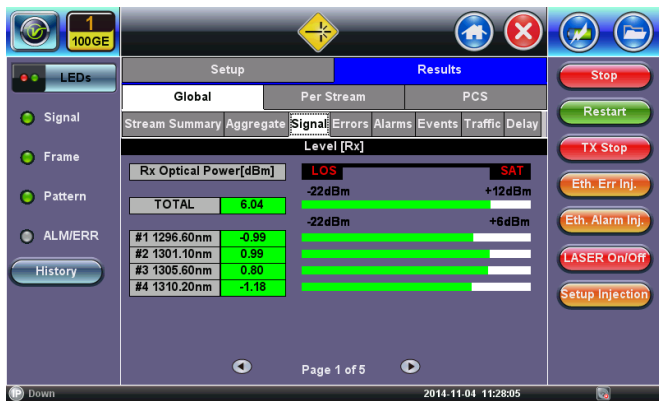 1
100GE
LEDs
Signal
Frame
Pattern
ALM/ERR
History
Setup Results
Global Per Stream PCS
Stream Summary Aggregate Signal Errors Alarms Events Traffic Delay
Level [Rx]
Rx Optical Power[dBm] LOS SAT
-22dBm +12dBm
TOTAL 6.04
-22dBm +6dBm
#1 1296.60nm -0.99
#2 1301.10nm 0.99
#3 1305.60nm 0.80
#4 1310.20nm -1.18
Page 1 of 5
Stop
Restart
TX Stop
Eth. Err Inj.
Eth. Alarm Inj.
LASER On/Off
Setup Injection
IP Down 2014-11-04 11:28:05